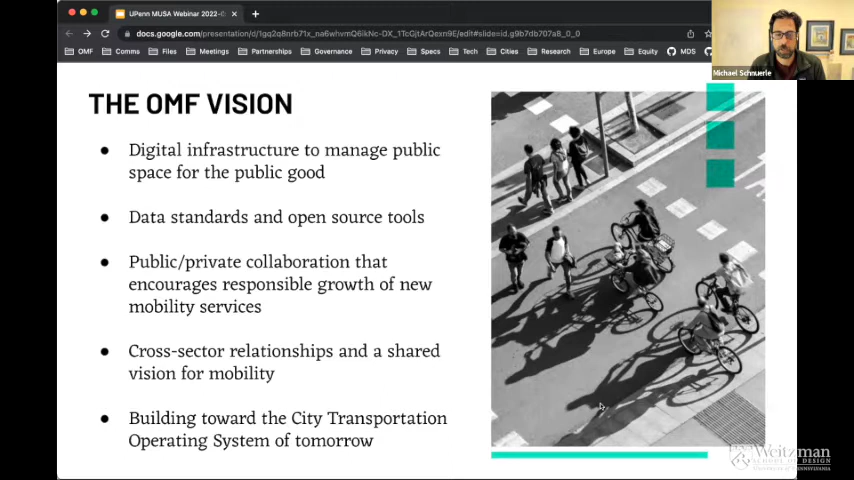 UPenn MUSA Webinar 2022-0
docs.google.com/presentation/d/1gq2q8nrb71x_na6whvmQ6ikNc-DX_1TcGjtArQexn9E/edit#slide=id.g9b7db707a8_0_0
OMF Comms Files Meetings Partnerships Governance Privacy Specs Tech Cities Research Europe Equity MDS
Michael Schnuerle
THE OMF VISION
● Digital infrastructure to manage public
space for the public good
● Data standards and open source tools
● Public/private collaboration that
encourages responsible growth of new
mobility services
● Cross-sector relationships and a shared
vision for mobility
● Building toward the City Transportation
Operating System of tomorrow
Weitzman
SCHOOL OF DESIGN
UNIVERSITY OF PENNSYLVANIA